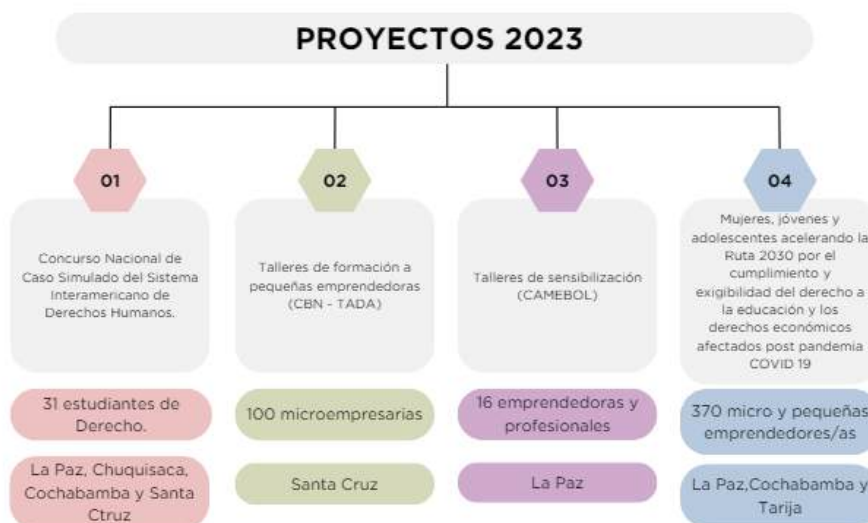 PROYECTOS 2023
01
Concurso Nacional de
Caso Simulado del Sistema
Interamericano de
Derechos Humanos.
31 estudiantes de
Derecho.
La Paz, Chuquisaca,
Cochabamba y Santa
Ctruz
02
Talleres de formación a
pequeñas emprendedoras
(CBN - TADA)
100 microempresarias
Santa Cruz
03
Talleres de sensibilización
(CAMEBOL)
16 emprendedoras y
profesionales
La Paz
04
Mujeres, jóvenes y
adolescentes acelerando la
Ruta 2030 por el
cumplimiento y
exigibilidad del derecho a
la educación y los
derechos económicos
afectados post pandemia
COVID 19
370 micro y pequeñas
emprendedores/as
La Paz,Cochabamba y
Tarija